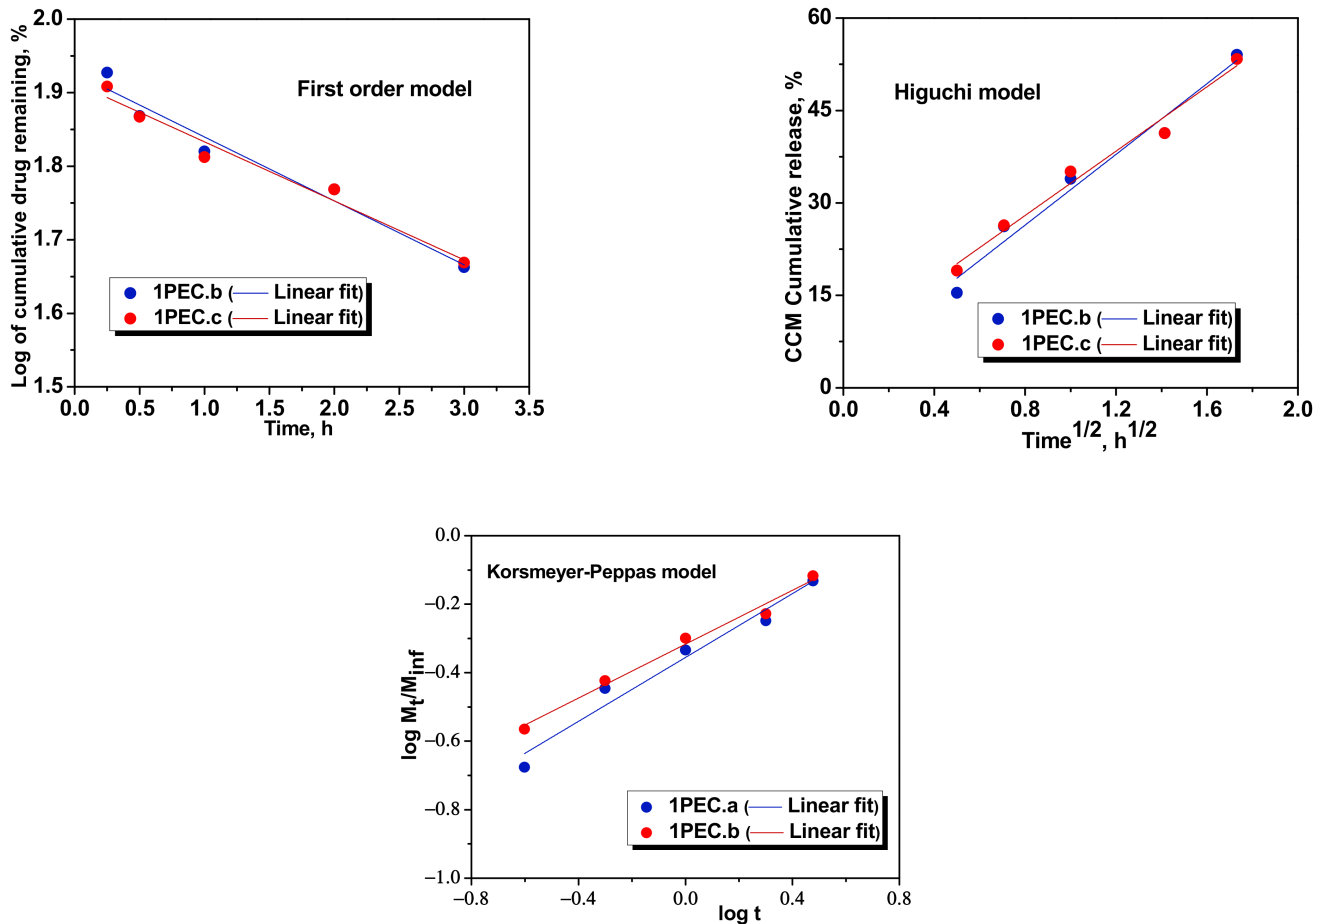 2.0
1.9
1.8
1.7
1.6
1.5
Log of cumulative drug remaining, %
First order model
1PEC.b (— Linear fit)
1PEC.c (— Linear fit)
0.0 0.5 1.0 1.5 2.0 2.5 3.0 3.5
Time, h
60
45
30
15
0
CCM Cumulative release, %
Higuchi model
1PEC.b (— Linear fit)
1PEC.c (— Linear fit)
0.0 0.4 0.8 1.2 1.6 2.0
Time^1/2, h^1/2
0.0
−0.2
−0.4
−0.6
−0.8
−1.0
log Mt/Minf
Korsmeyer-Peppas model
1PEC.a (— Linear fit)
1PEC.b (— Linear fit)
−0.8 −0.4 0.0 0.4 0.8
log t